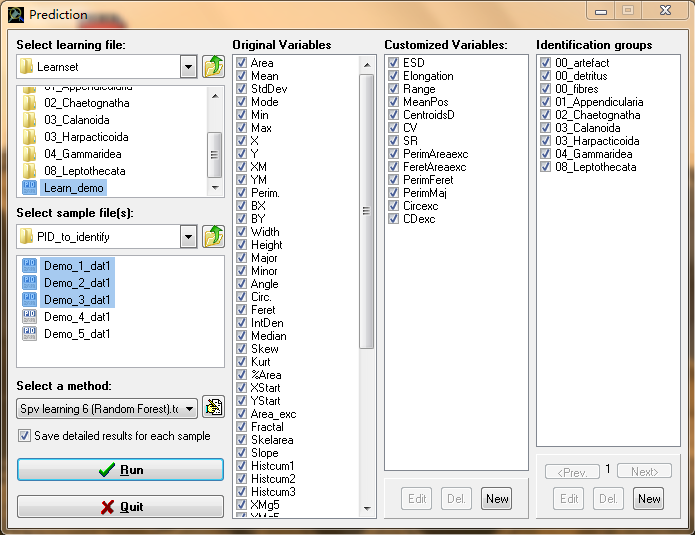 Prediction
Select learning file:
Learnset
01_Appendicularia
02_Chaetognatha
03_Calanoida
03_Harpacticoida
04_Gammaridea
08_Leptothecata
Learn_demo
Select sample file(s):
PID_to_identify
Demo_1_dat1
Demo_2_dat1
Demo_3_dat1
Demo_4_dat1
Demo_5_dat1
Select a method:
Spv learning 6 (Random Forest).tc
Save detailed results for each sample
Run
Quit
Original Variables
Area
Mean
StdDev
Mode
Min
Max
X
Y
XM
YM
Perim.
BX
BY
Width
Height
Major
Minor
Angle
Circ.
Feret
IntDen
Median
Skew
Kurt
%Area
XStart
YStart
Area_exc
Fractal
Skelarea
Slope
Histcum1
Histcum2
Histcum3
XMg5
YMg5
Customized Variables:
ESD
Elongation
Range
MeanPos
CentroidsD
CV
SR
PerimAreaexc
FeretAreaexc
PerimFeret
PerimMaj
Circexc
CDexc
Edit
Del.
New
Identification groups
00_artefact
00_detritus
00_fibres
01_Appendicularia
02_Chaetognatha
03_Calanoida
03_Harpacticoida
04_Gammaridea
08_Leptothecata
<Prev. 1 Next>
Edit
Del.
New